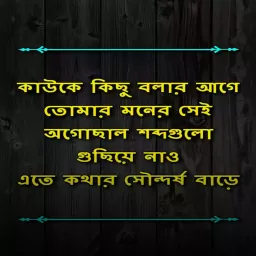 কাউকে কিছু বলার আগে
তোমার মনের সেই
অগোছাল শব্দগুলো
গুছিয়ে নাও
এতে কথার সৌন্দর্ষ বাড়ে